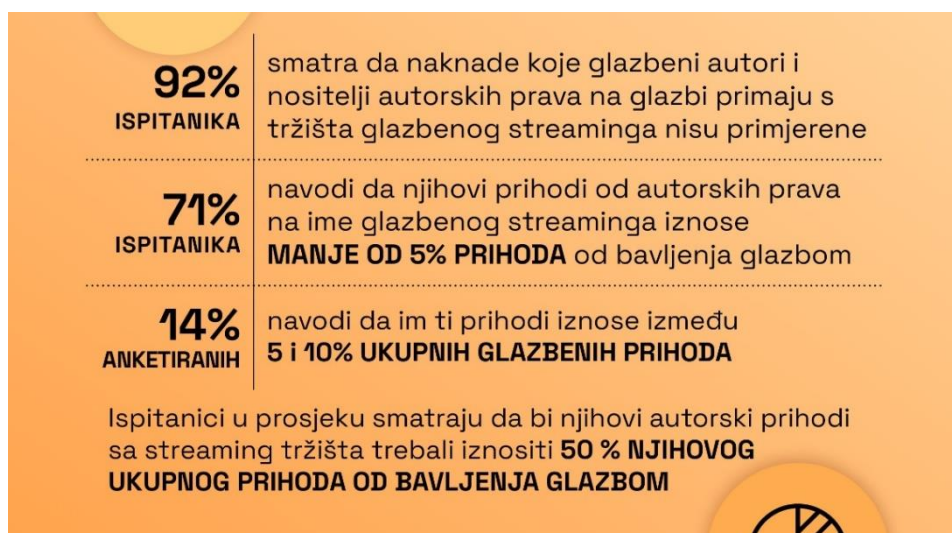 92%
ISPITANIKA
smatra da naknade koje glazbeni autori i
nositelji autorskih prava na glazbi primaju s
tržišta glazbenog streaminga nisu primjerene
71%
ISPITANIKA
navodi da njihovi prihodi od autorskih prava
na ime glazbenog streaminga iznose
MANJE OD 5% PRIHODA od bavljenja glazbom
14%
ANKETIRANIH
navodi da im ti prihodi iznose između
5 i 10% UKUPNIH GLAZBENIH PRIHODA
Ispitanici u prosjeku smatraju da bi njihovi autorski prihodi
sa streaming tržišta trebali iznositi 50 % NJIHOVOG
UKUPNOG PRIHODA OD BAVLJENJA GLAZBOM